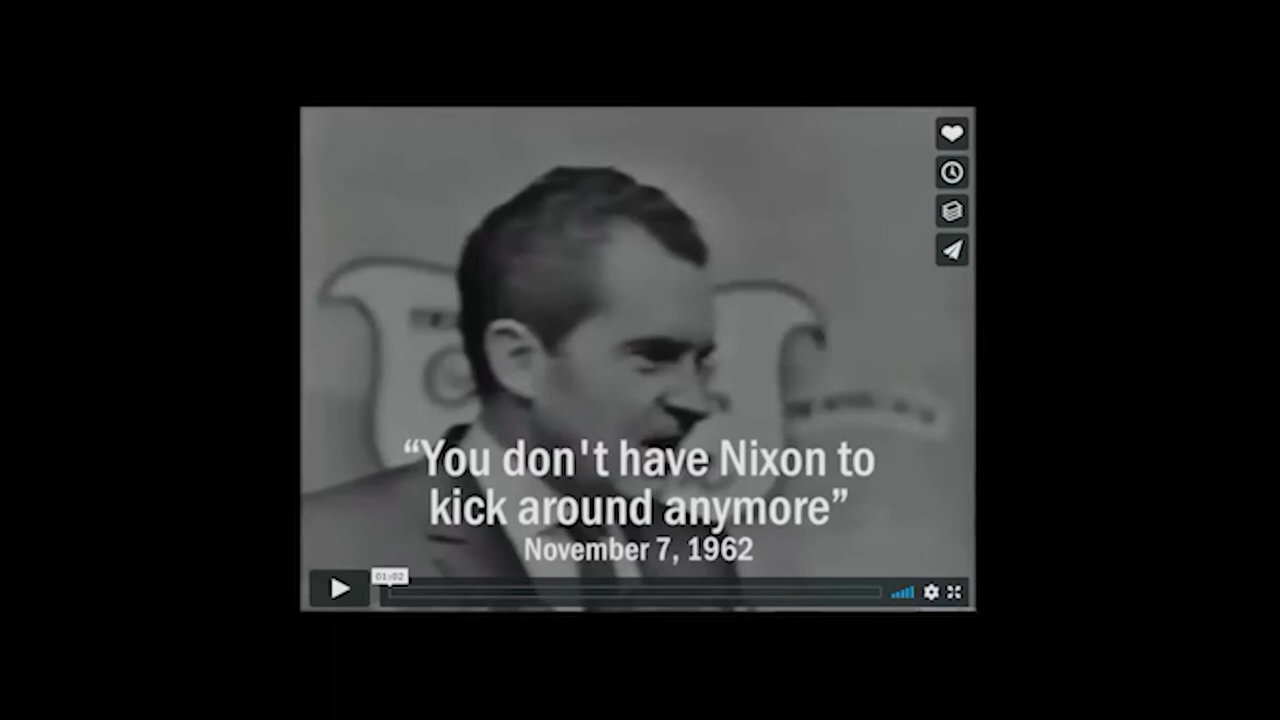 “You don't have Nixon to
kick around anymore”
November 7, 1962
01:02